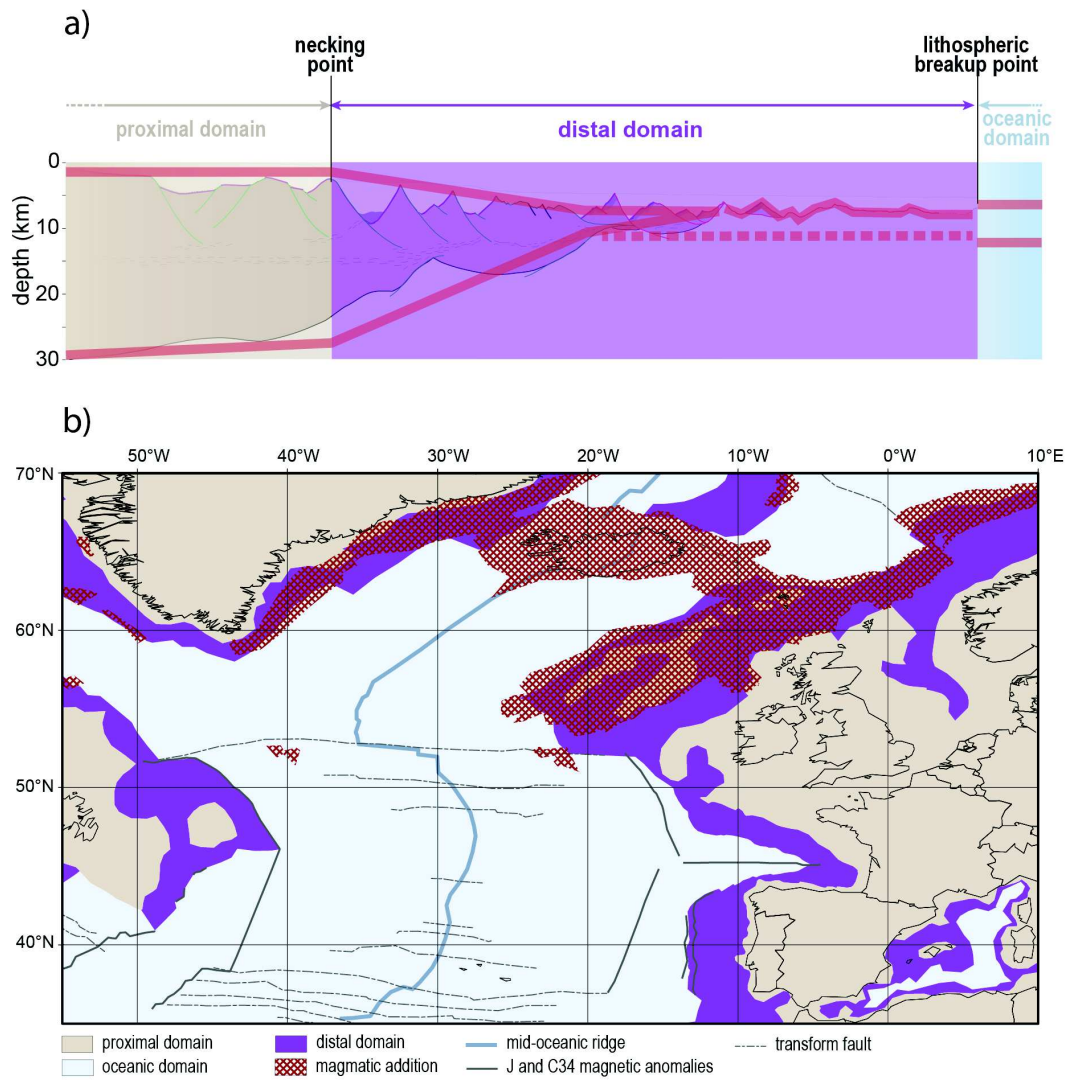 a)
necking
point
lithospheric
breakup point
proximal domain
distal domain
oceanic
domain
0
10
20
30
depth (km)
b)
50°W
40°W
30°W
20°W
10°W
0°W
10°E
70°N
60°N
50°N
40°N
proximal domain
distal domain
mid-oceanic ridge
transform fault
oceanic domain
magmatic addition
J and C34 magnetic anomalies